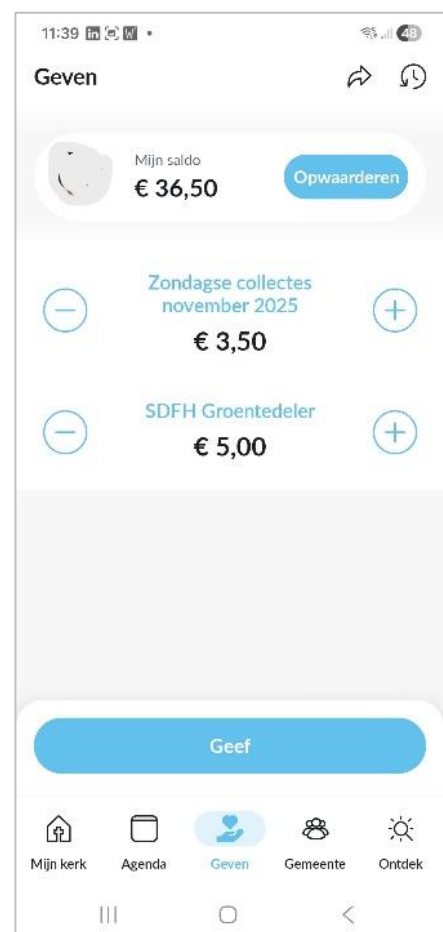 11:39
48
Geven
Mijn saldo
€ 36,50
Opwaarderen
Zondagse collectes
november 2025
€ 3,50
SDFH Groentedeler
€ 5,00
Geef
Mijn kerk Agenda Geven Gemeente Ontdek